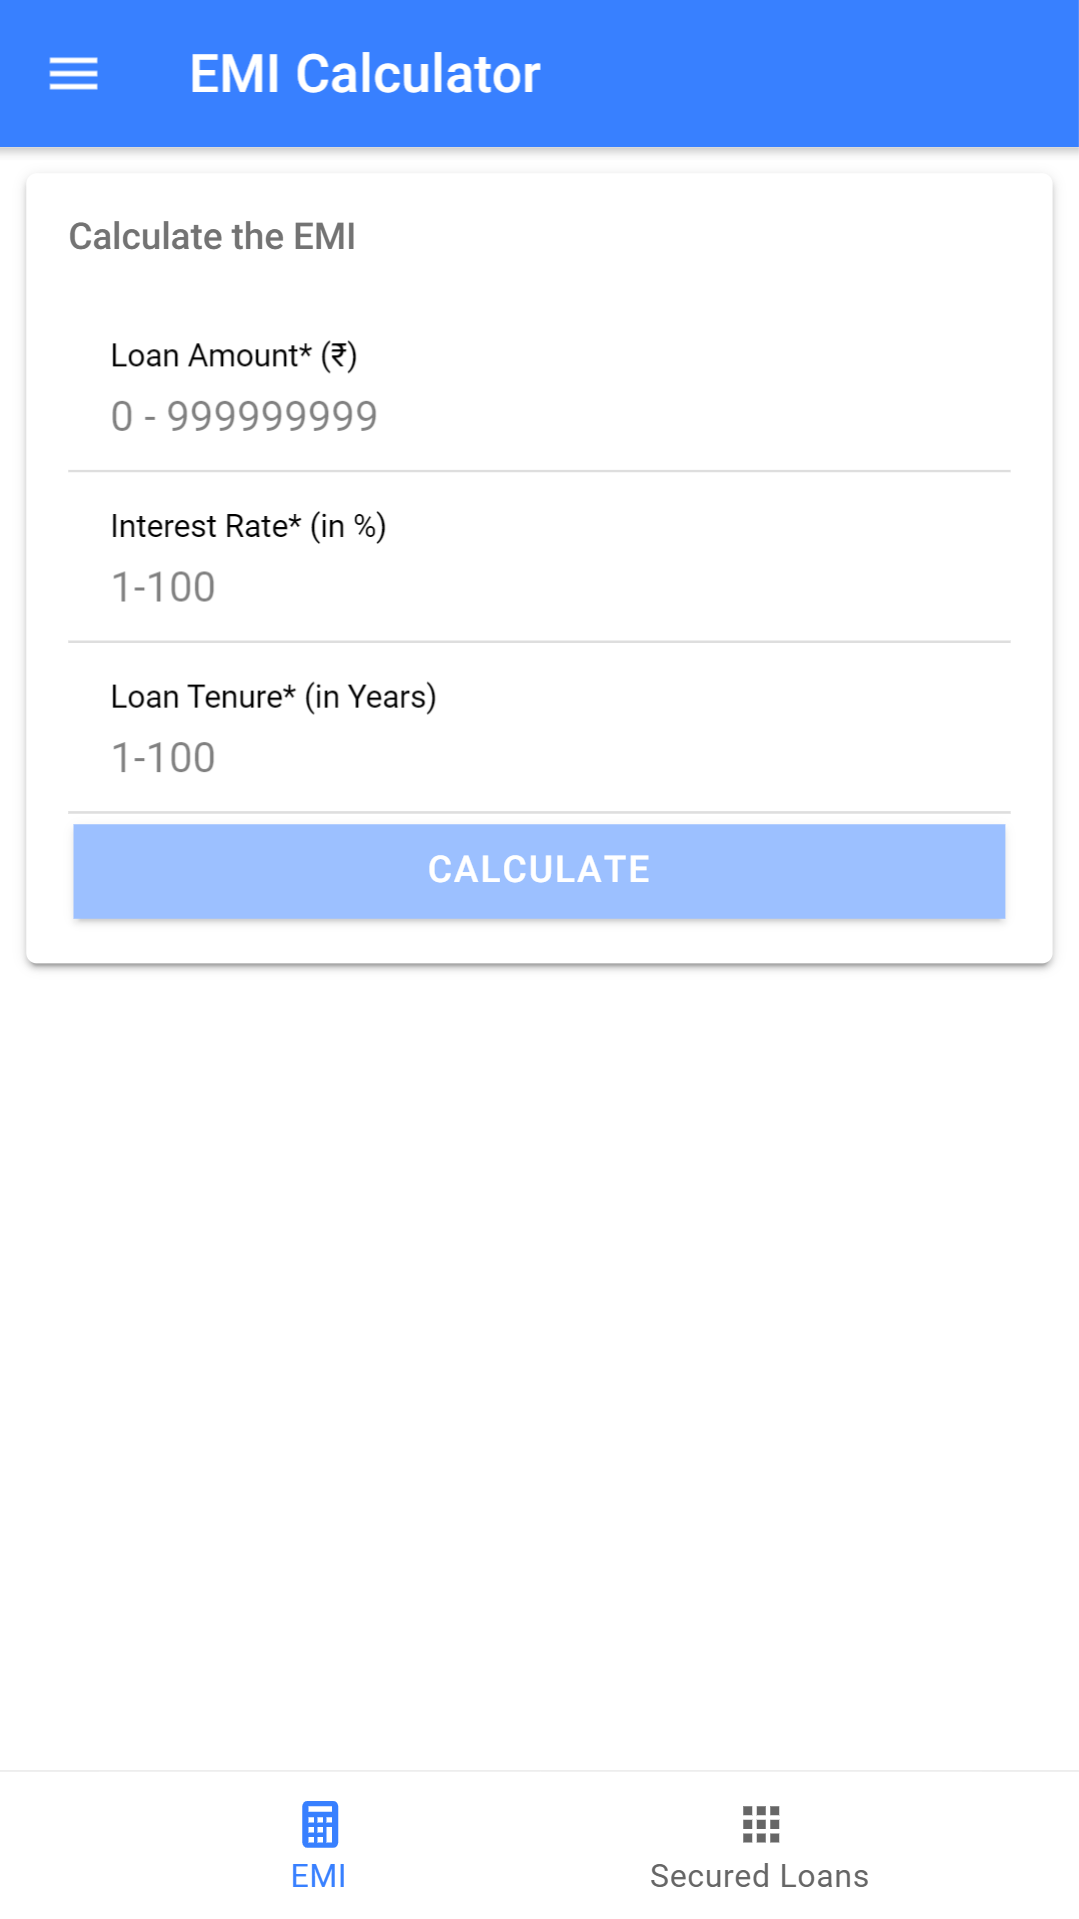 EMI Calculator
Calculate the EMI
Loan Amount* (₹)
0 - 999999999
Interest Rate* (in %)
1-100
Loan Tenure* (in Years)
1-100
CALCULATE
EMI
Secured Loans